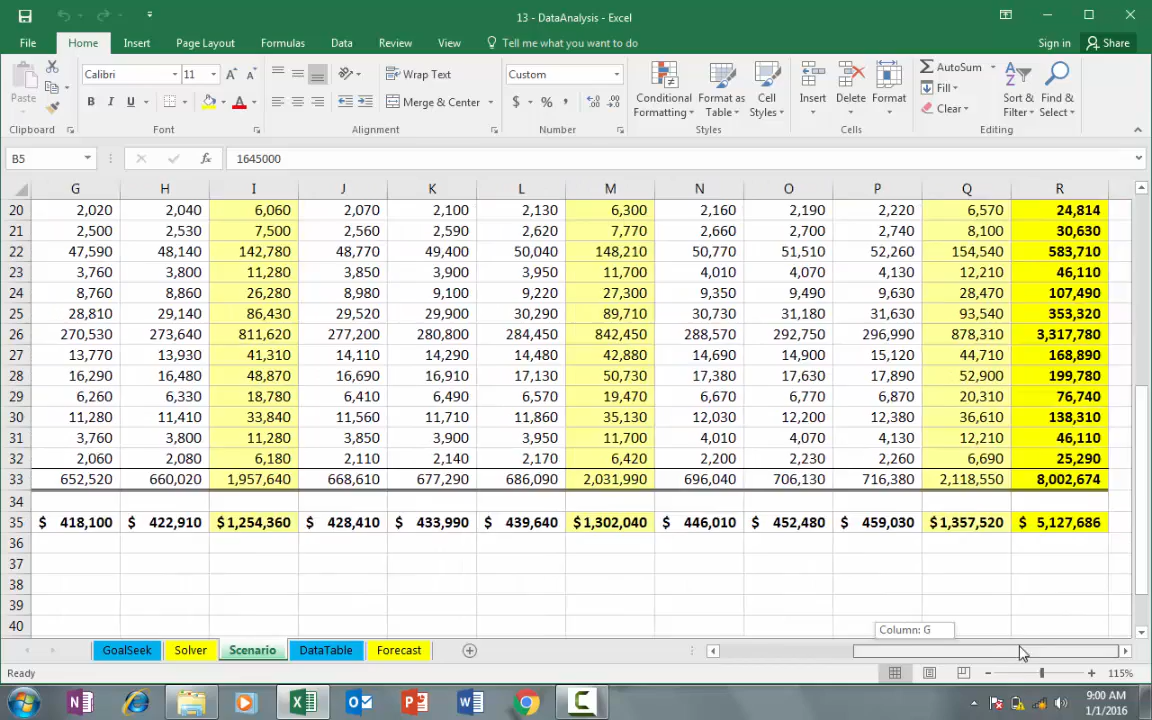 13 - DataAnalysis - Excel
File Home Insert Page Layout Formulas Data Review View Tell me what you want to do Sign in Share
Paste Calibri 11 A A Wrap Text Custom Conditional Formatting Format as Table Cell Styles Insert Delete Format AutoSum Fill Clear Sort & Filter Find & Select
B I U A Merge & Center $ % ,
Clipboard Font Alignment Number Styles Cells Editing
B5 fx 1645000
G H I J K L M N O P Q R
20 2,020 2,040 6,060 2,070 2,100 2,130 6,300 2,160 2,190 2,220 6,570 24,814
21 2,500 2,530 7,500 2,560 2,590 2,620 7,770 2,660 2,700 2,740 8,100 30,630
22 47,590 48,140 142,780 48,770 49,400 50,040 148,210 50,770 51,510 52,260 154,540 583,710
23 3,760 3,800 11,280 3,850 3,900 3,950 11,700 4,010 4,070 4,130 12,210 46,110
24 8,760 8,860 26,280 8,980 9,100 9,220 27,300 9,350 9,490 9,630 28,470 107,490
25 28,810 29,140 86,430 29,520 29,900 30,290 89,710 30,730 31,180 31,630 93,540 353,320
26 270,530 273,640 811,620 277,200 280,800 284,450 842,450 288,570 292,750 296,990 878,310 3,317,780
27 13,770 13,930 41,310 14,110 14,290 14,480 42,880 14,690 14,900 15,120 44,710 168,890
28 16,290 16,480 48,870 16,690 16,910 17,130 50,730 17,380 17,630 17,890 52,900 199,780
29 6,260 6,330 18,780 6,410 6,490 6,570 19,470 6,670 6,770 6,870 20,310 76,740
30 11,280 11,410 33,840 11,560 11,710 11,860 35,130 12,030 12,200 12,380 36,610 138,310
31 3,760 3,800 11,280 3,850 3,900 3,950 11,700 4,010 4,070 4,130 12,210 46,110
32 2,060 2,080 6,180 2,110 2,140 2,170 6,420 2,200 2,230 2,260 6,690 25,290
33 652,520 660,020 1,957,640 668,610 677,290 686,090 2,031,990 696,040 706,130 716,380 2,118,550 8,002,674
34
35 $ 418,100 $ 422,910 $ 1,254,360 $ 428,410 $ 433,990 $ 439,640 $ 1,302,040 $ 446,010 $ 452,480 $ 459,030 $ 1,357,520 $ 5,127,686
36
37
38
39
40
Column: G
GoalSeek Solver Scenario DataTable Forecast
Ready 115%
9:00 AM
1/1/2016